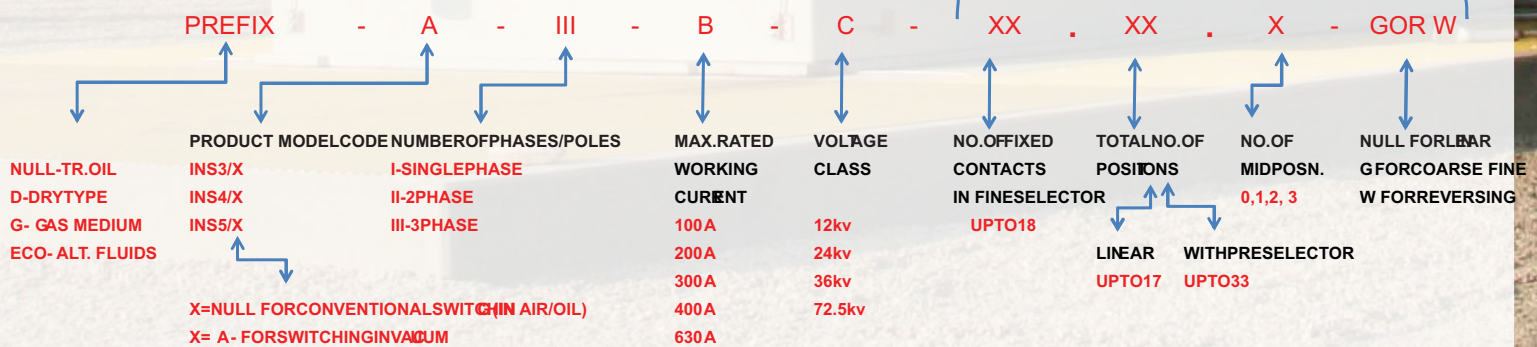 PREFIX - A - III - B - C - XX . XX . X - GOR W
PRODUCT MODELCODE NUMBEROFPHASES/POLES MAX.RATED VOLTAGE NO.OFFIXED TOTALNO.OF NO.OF NULL FORLINEAR
NULL-TR.OIL INS3/X I-SINGLEPHASE WORKING CLASS CONTACTS POSITIONS MIDPOSN. GFORCOARSE FINE
D-DRYTYPE INS4/X II-2PHASE CURRENT IN FINESELECTOR 0,1,2, 3 W FORREVERSING
G- GAS MEDIUM INS5/X III-3PHASE 100A 12kv UPTO18
ECO- ALT. FLUIDS 200A 24kv LINEAR WITHPRESELECTOR
300A 36kv UPTO17 UPTO33
X=NULL FORCONVENTIONALSWITCHING(IN AIR/OIL) 400A 72.5kv
X= A- FORSWITCHINGINVACUUM 630A